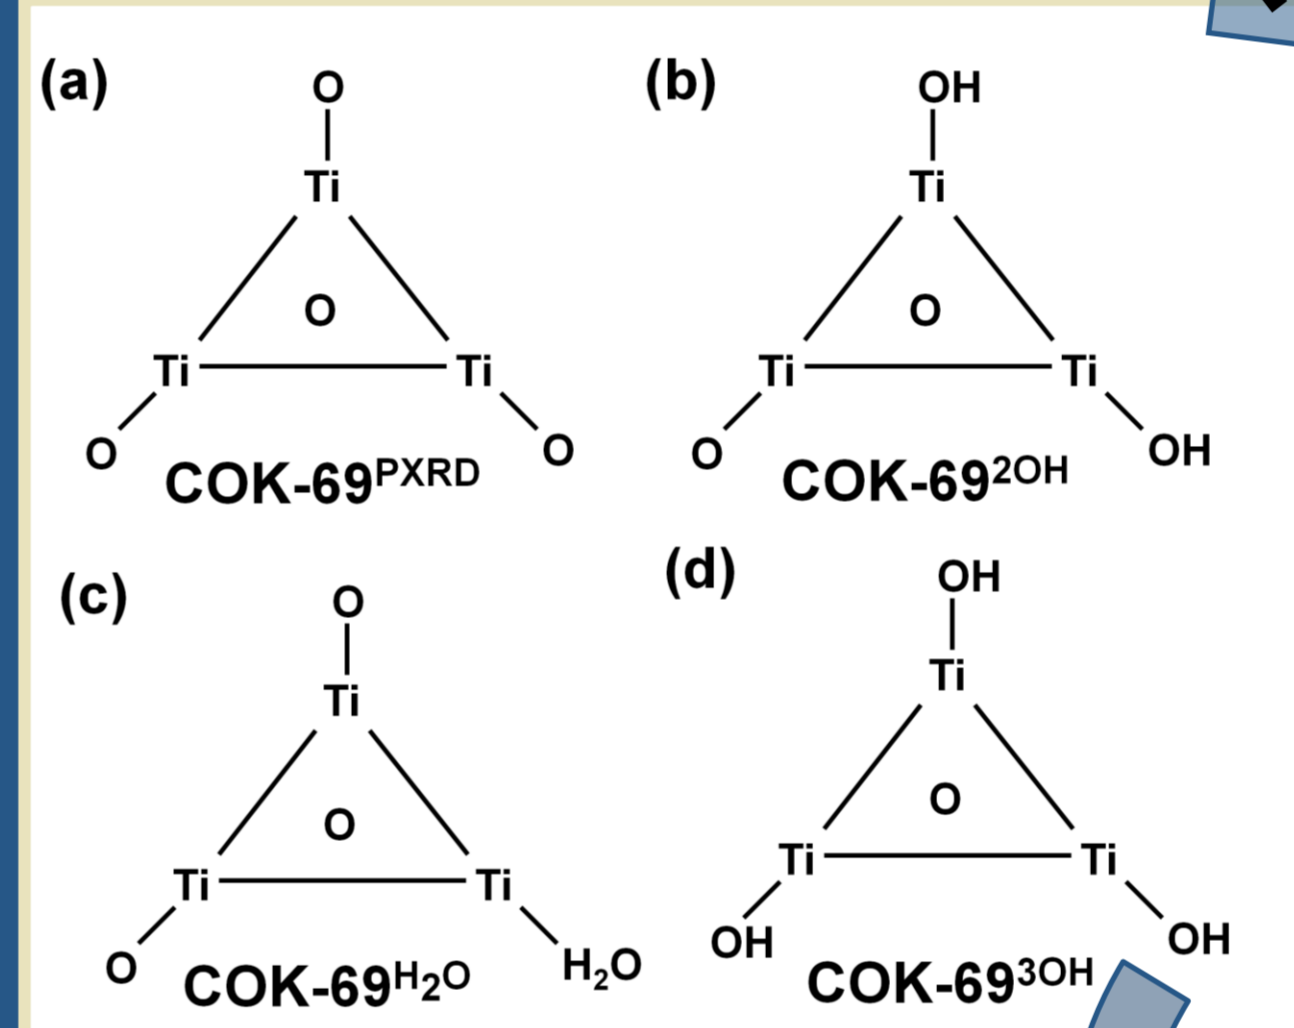 (a)
O
Ti
O
Ti Ti
O O
COK-69PXRD
(b)
OH
Ti
O
Ti Ti
O OH
COK-692OH
(c)
O
Ti
O
Ti Ti
O H2O
COK-69H2O
(d)
OH
Ti
O
Ti Ti
OH OH
COK-693OH